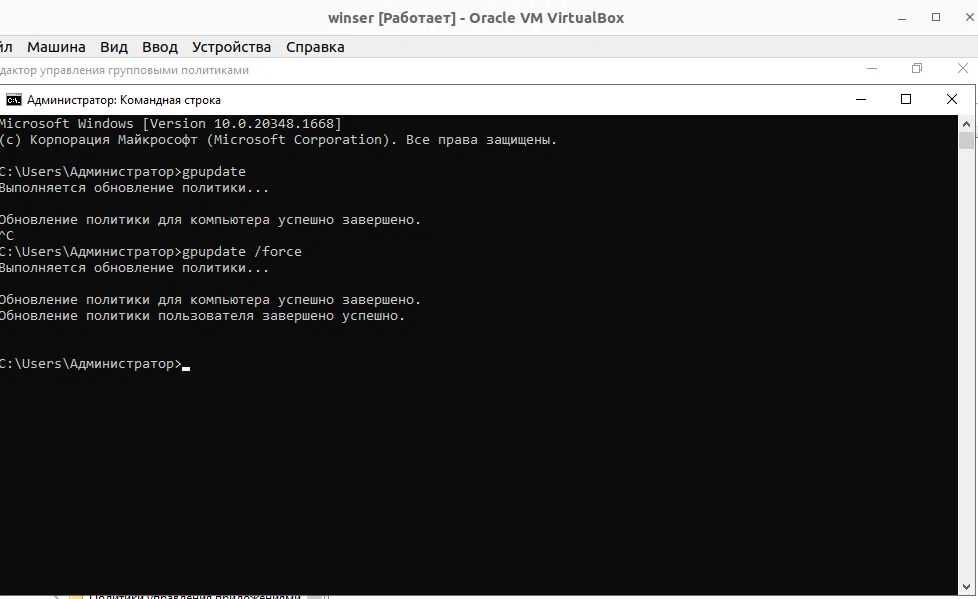 winser [Работает] - Oracle VM VirtualBox
йл Машина Вид Ввод Устройства Справка
дактор управления групповыми политиками
Администратор: Командная строка
Microsoft Windows [Version 10.0.20348.1668]
(c) Корпорация Майкрософт (Microsoft Corporation). Все права защищены.
C:\Users\Администратор>gpupdate
Выполняется обновление политики...
Обновление политики для компьютера успешно завершено.
^C
C:\Users\Администратор>gpupdate /force
Выполняется обновление политики...
Обновление политики для компьютера успешно завершено.
Обновление политики пользователя завершено успешно.
C:\Users\Администратор>
Политики управления приложениями